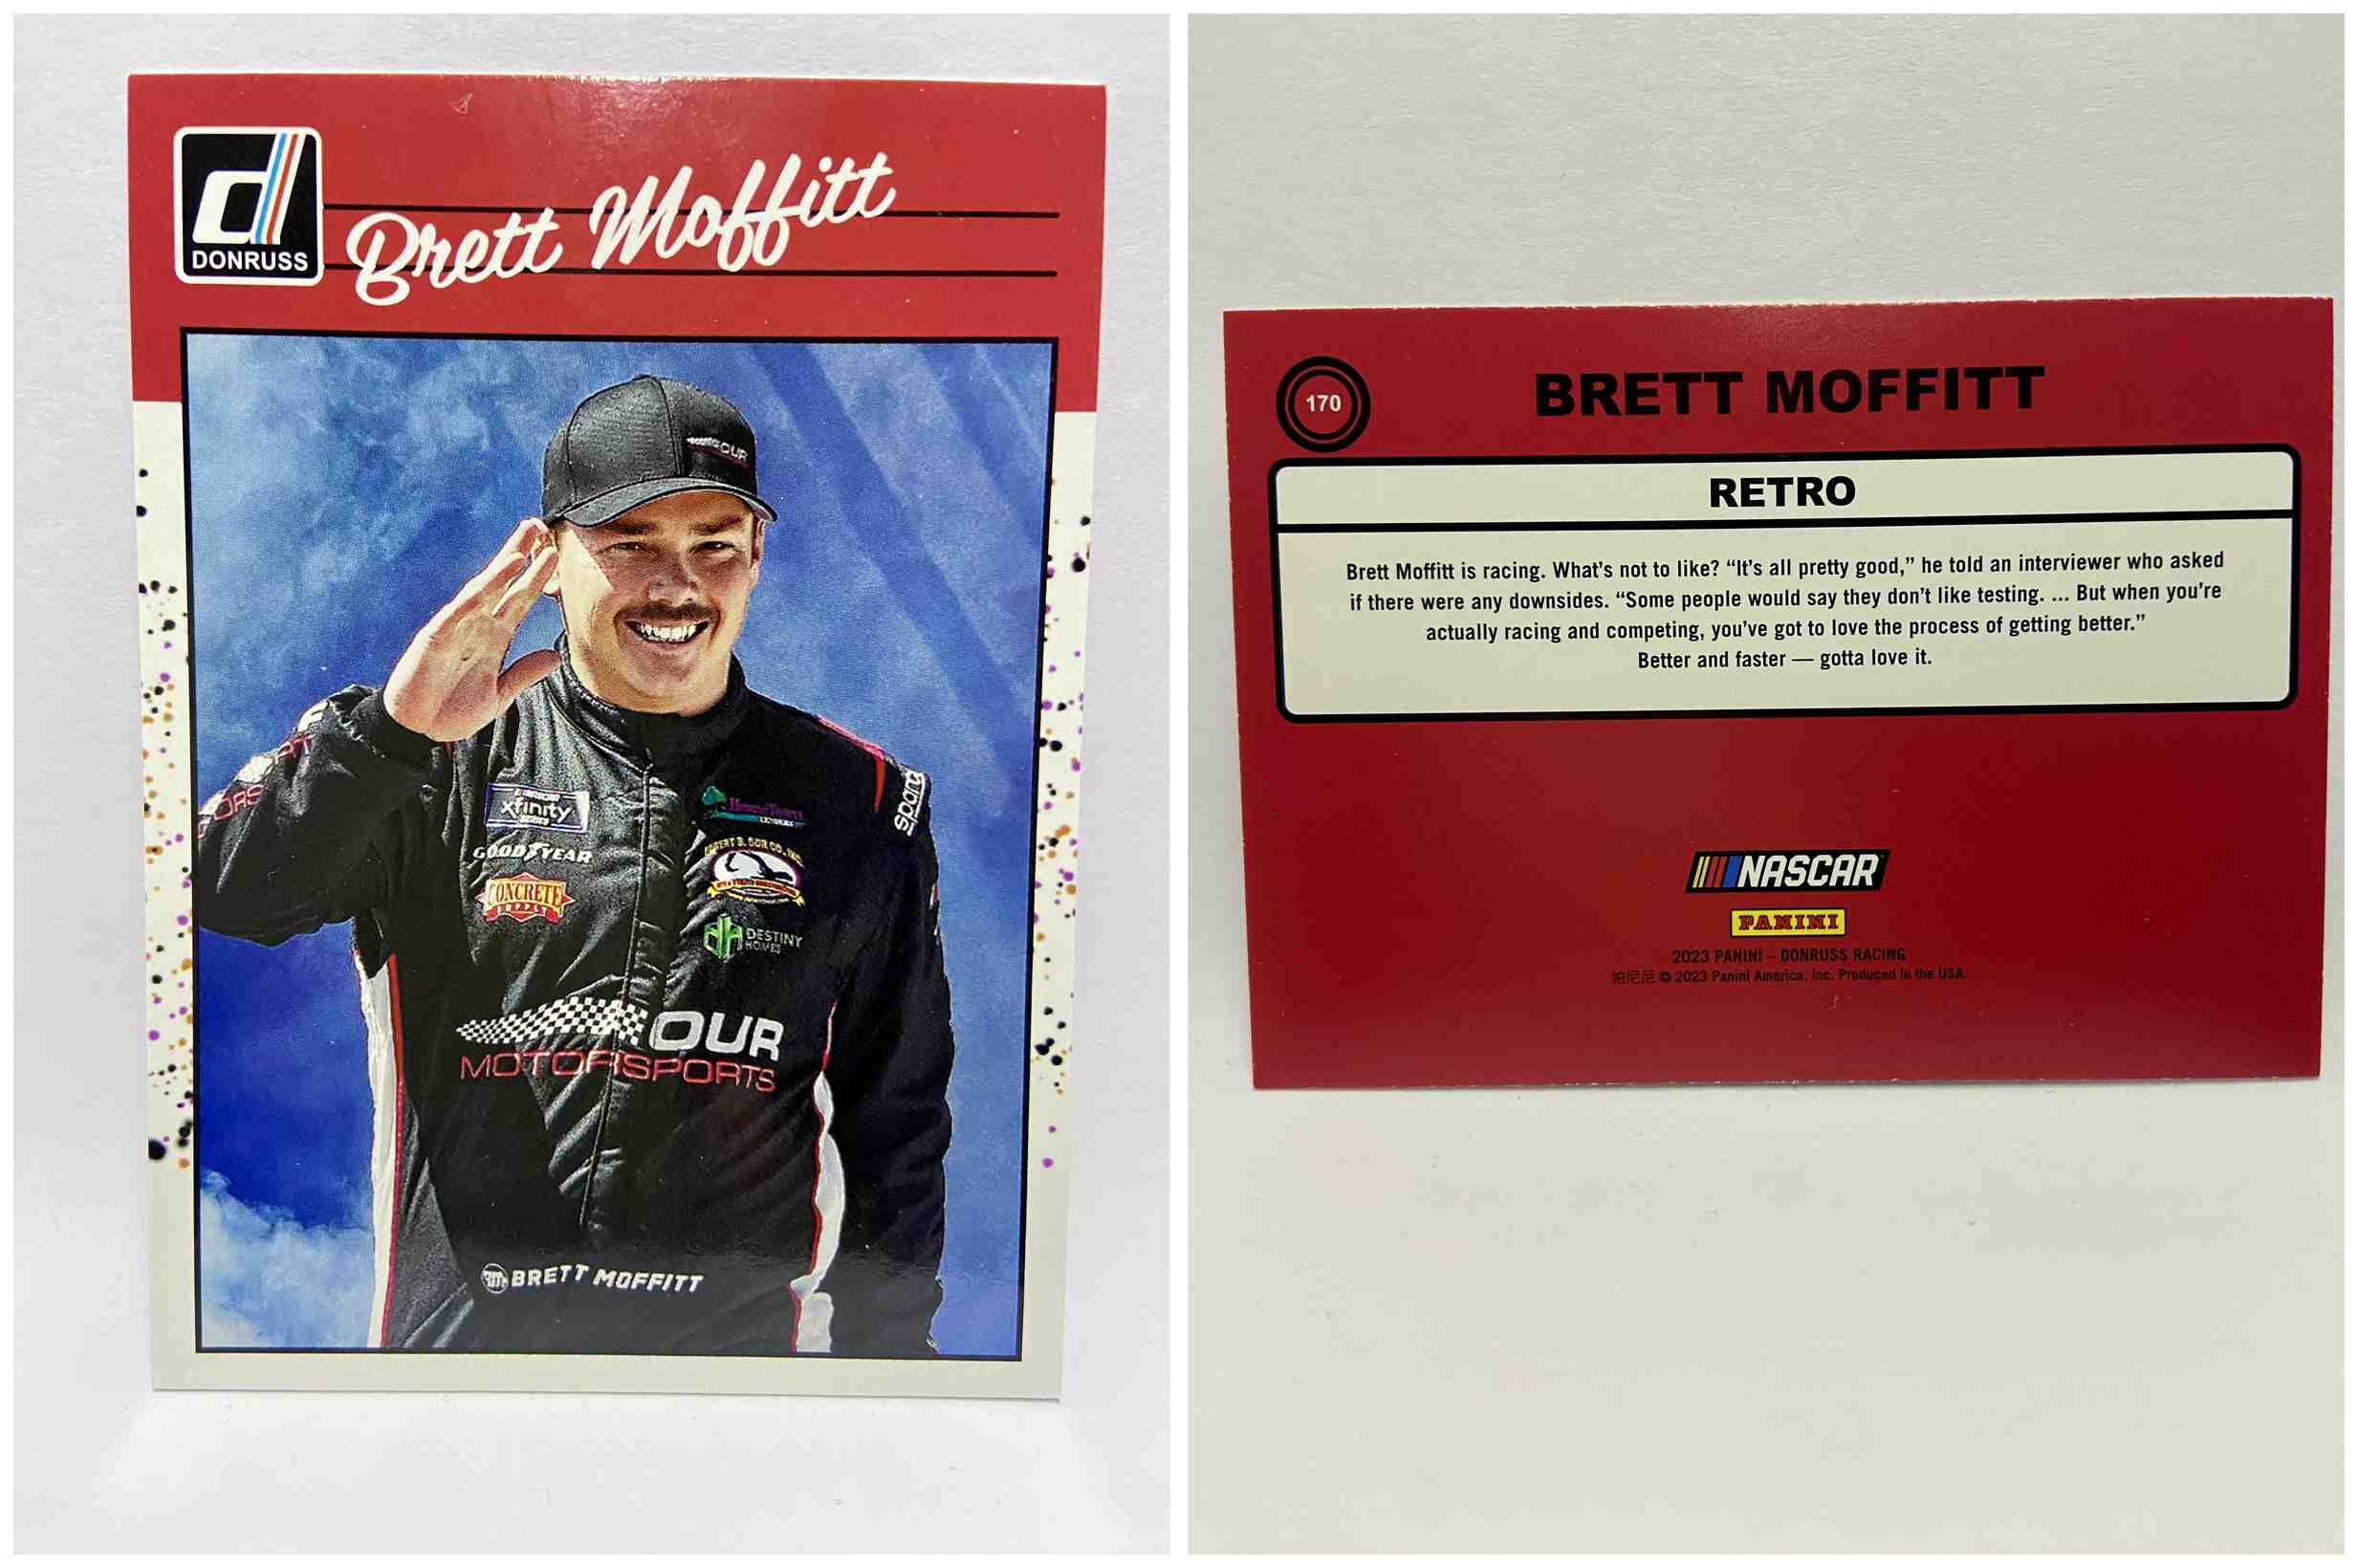 d
DONRUSS
Brett Moffitt
OUR
ORS
sparco
xfinity
GOODYEAR
CONCRETE
SUPPLY
DESTINY
HOMES
OUR
MOTORSPORTS
BRETT MOFFITT
170
BRETT MOFFITT
RETRO
Brett Moffitt is racing. What's not to like? “It's all pretty good,” he told an interviewer who asked
if there were any downsides. “Some people would say they don't like testing. ... But when you're
actually racing and competing, you've got to love the process of getting better.”
Better and faster — gotta love it.
NASCAR
PANINI
2023 PANINI – DONRUSS RACING
帕尼尼 © 2023 Panini America, Inc. Produced in the USA.